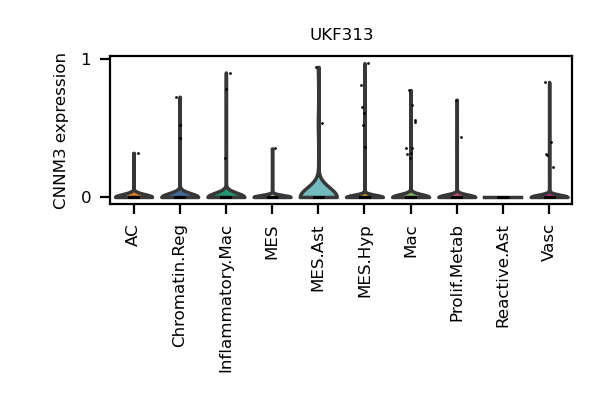 UKF313
CNNM3 expression
1
0
AC
Chromatin.Reg
Inflammatory.Mac
MES
MES.Ast
MES.Hyp
Mac
Prolif.Metab
Reactive.Ast
Vasc